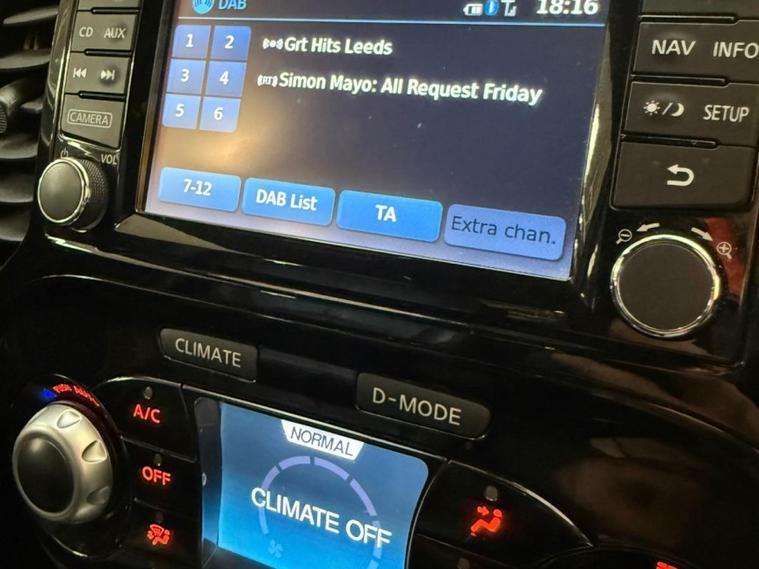 DAB
18:16
CD AUX
1 2
Grt Hits Leeds
NAV INFO
3 4
Simon Mayo: All Request Friday
CAMERA
5 6
SETUP
VOL
7-12
DAB List
TA
Extra chan.
CLIMATE
D-MODE
A/C
NORMAL
OFF
CLIMATE OFF